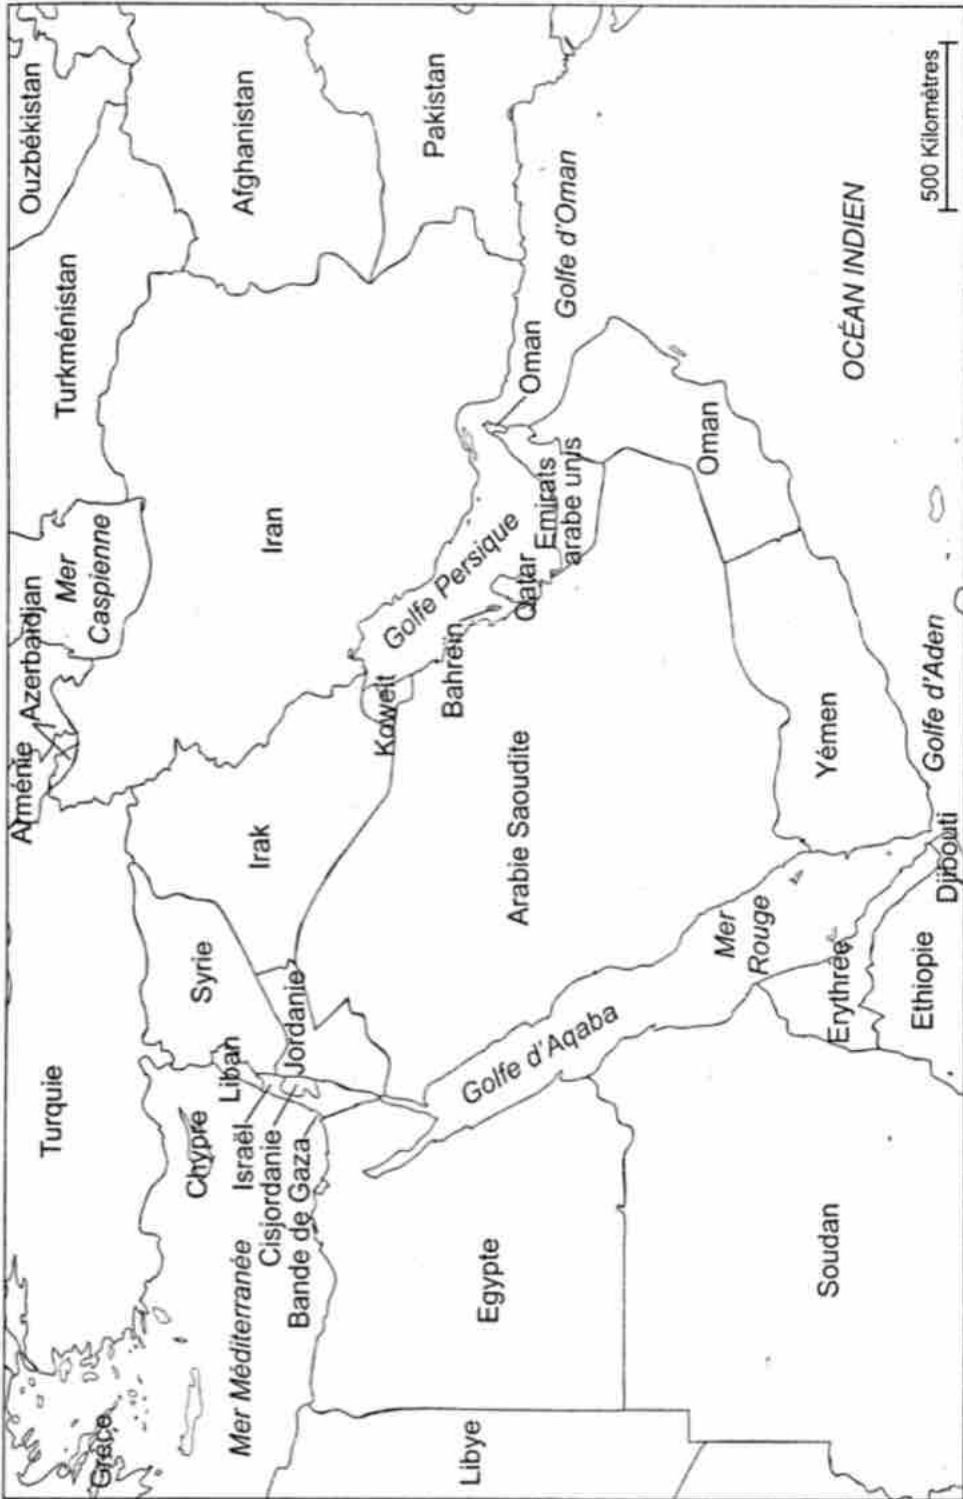 Grèce
Turquie
Arménie
Azerbaïdjan
Mer
Caspienne
Turkménistan
Ouzbékistan
Chypre
Liban
Syrie
Irak
Iran
Afghanistan
Mer Méditerranée
Israël
Cisjordanie
Bande de Gaza
Jordanie
Koweït
Golfe Persique
Pakistan
Libye
Egypte
Arabie Saoudite
Bahreïn
Qatar
Emirats
arabe unis
Oman
Golfe d'Oman
Golfe d'Aqaba
Mer
Rouge
Oman
Soudan
Erythrée
Yémen
OCÉAN INDIEN
Ethiopie
Djibouti
Golfe d'Aden
500 Kilomètres